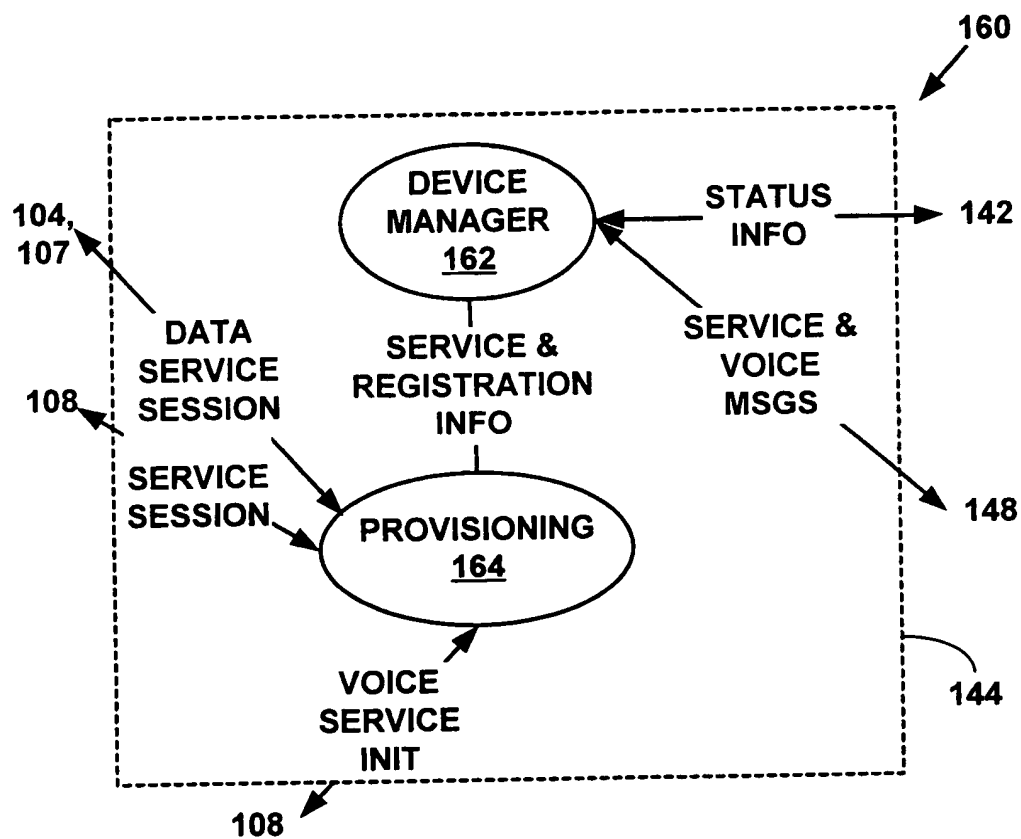 160
DEVICE
MANAGER
162
STATUS
INFO
142
104,
107
DATA
SERVICE
SESSION
SERVICE &
REGISTRATION
INFO
SERVICE &
VOICE
MSGS
108
SERVICE
SESSION
PROVISIONING
164
148
VOICE
SERVICE
INIT
144
108